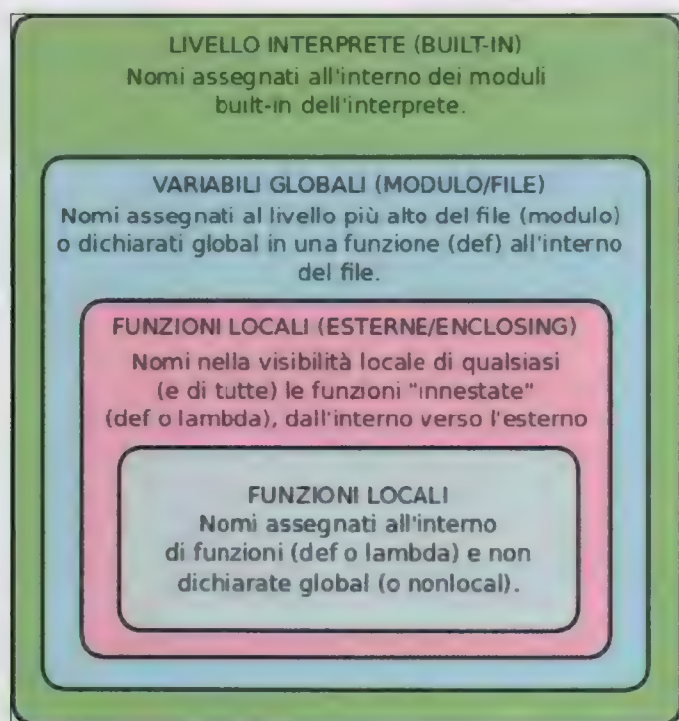 LIVELLO INTERPRETE (BUILT-IN)
Nomi assegnati all'interno dei moduli
built-in dell'interprete.
VARIABILI GLOBALI (MODULO/FILE)
Nomi assegnati al livello più alto del file (modulo)
o dichiarati global in una funzione (def) all'interno
del file.
FUNZIONI LOCALI (ESTERNE/ENCLOSING)
Nomi nella visibilità locale di qualsiasi
(e di tutte) le funzioni "innestate"
(def o lambda), dall'interno verso l'esterno
FUNZIONI LOCALI
Nomi assegnati all'interno
di funzioni (def o lambda) e non
dichiarate global (o nonlocal).